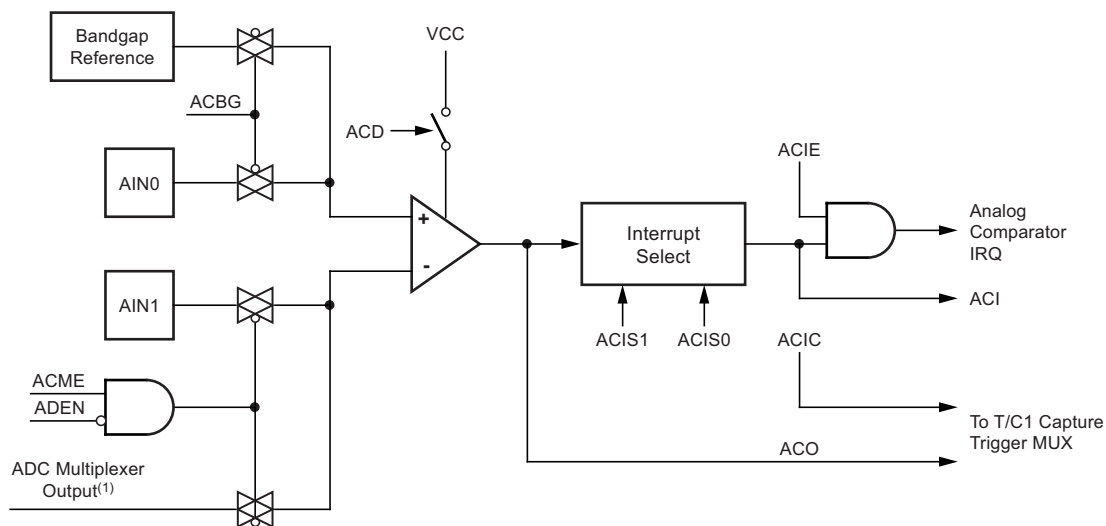 Bandgap
Reference
VCC
ACBG
ACD
AIN0
ACIE
+
Analog
Comparator
IRQ
Interrupt
Select
-
AIN1
ACI
ACIS1
ACIS0
ACIC
ACME
ADEN
To T/C1 Capture
Trigger MUX
ACO
ADC Multiplexer
Output(1)